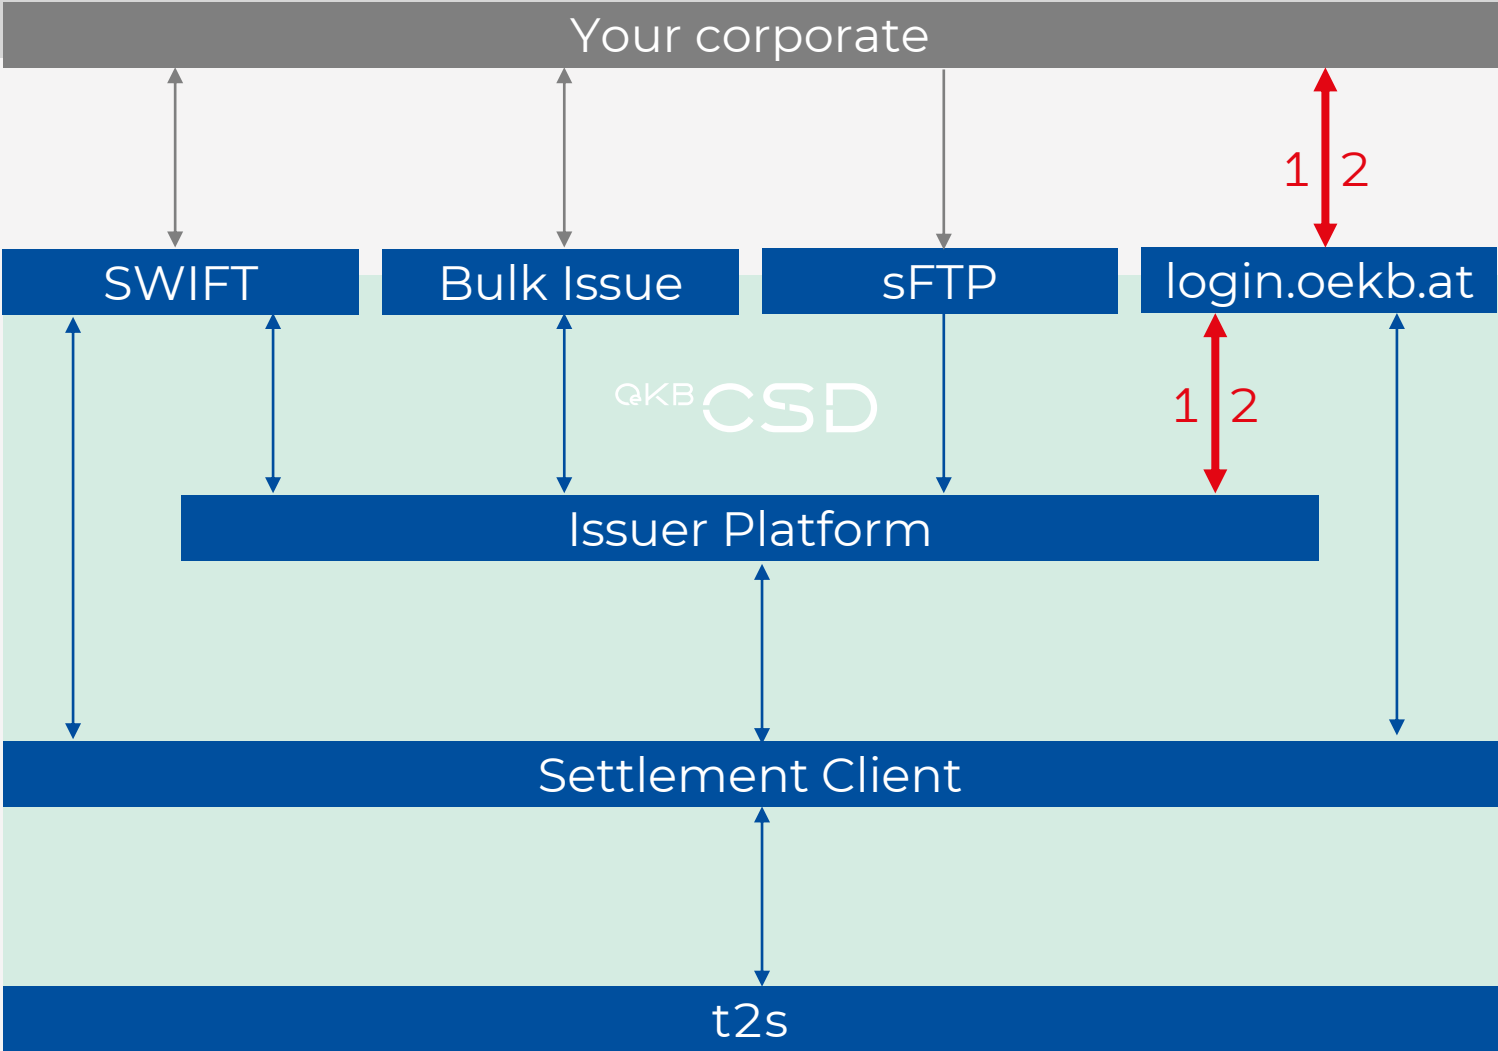 Your corporate
1 2
SWIFT
Bulk Issue
sFTP
login.oekb.at
OeKB CSD
1 2
Issuer Platform
Settlement Client
t2s